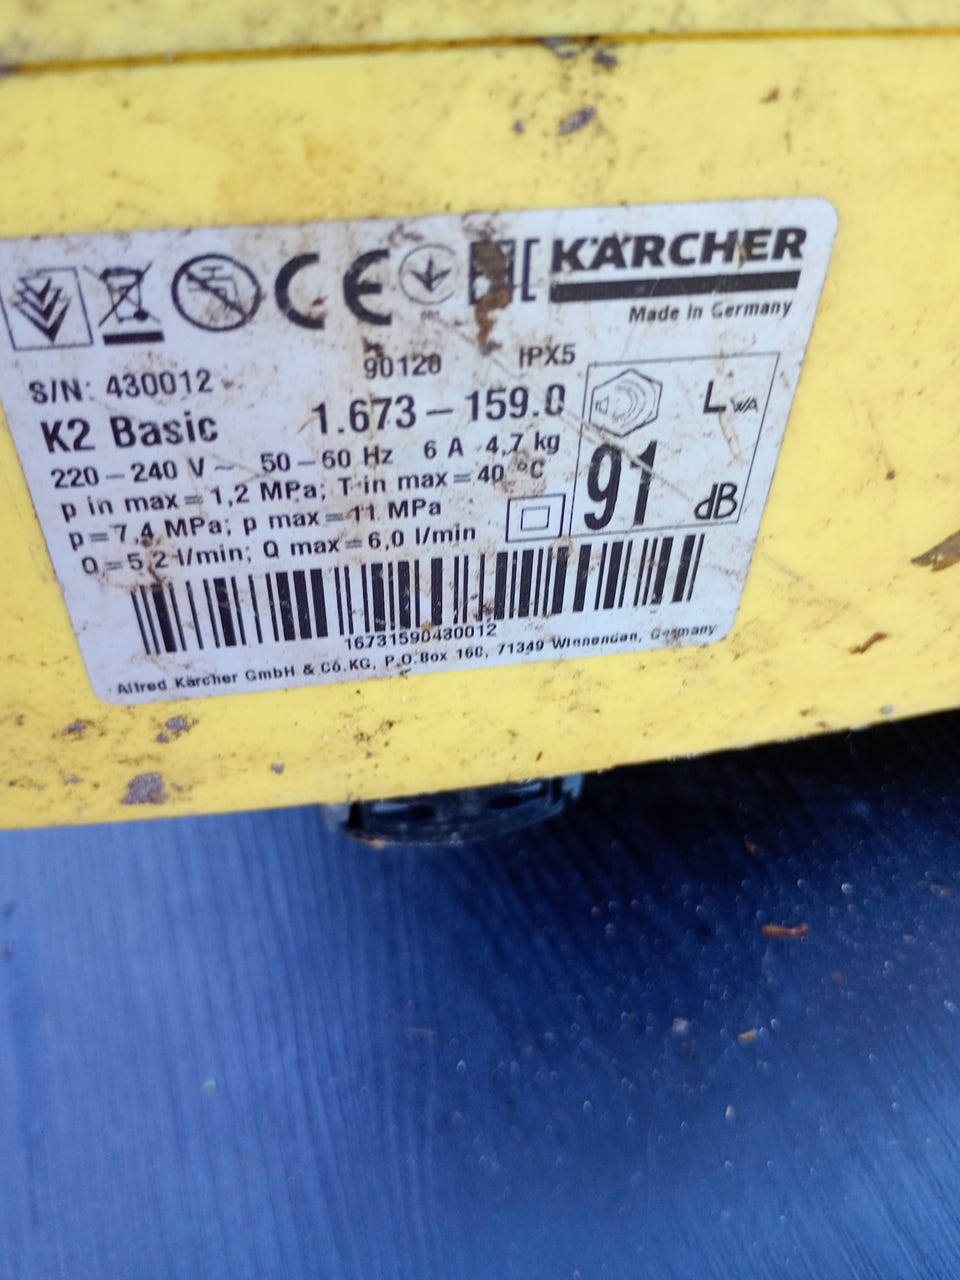 KÄRCHER
Made in Germany
90120 IPX5
S/N: 430012
K2 Basic 1.673-159.0
220-240 V~ 50-60 Hz 6 A 4,7 kg
p in max=1,2 MPa; T in max=40 °C
p=7,4 MPa; p max=11 MPa
Q=5,2 l/min; Q max=6,0 l/min
LWA
91 dB
16731590430012
Alfred Kärcher GmbH & Co.KG, P.O.Box 160, 71349 Winnenden, Germany